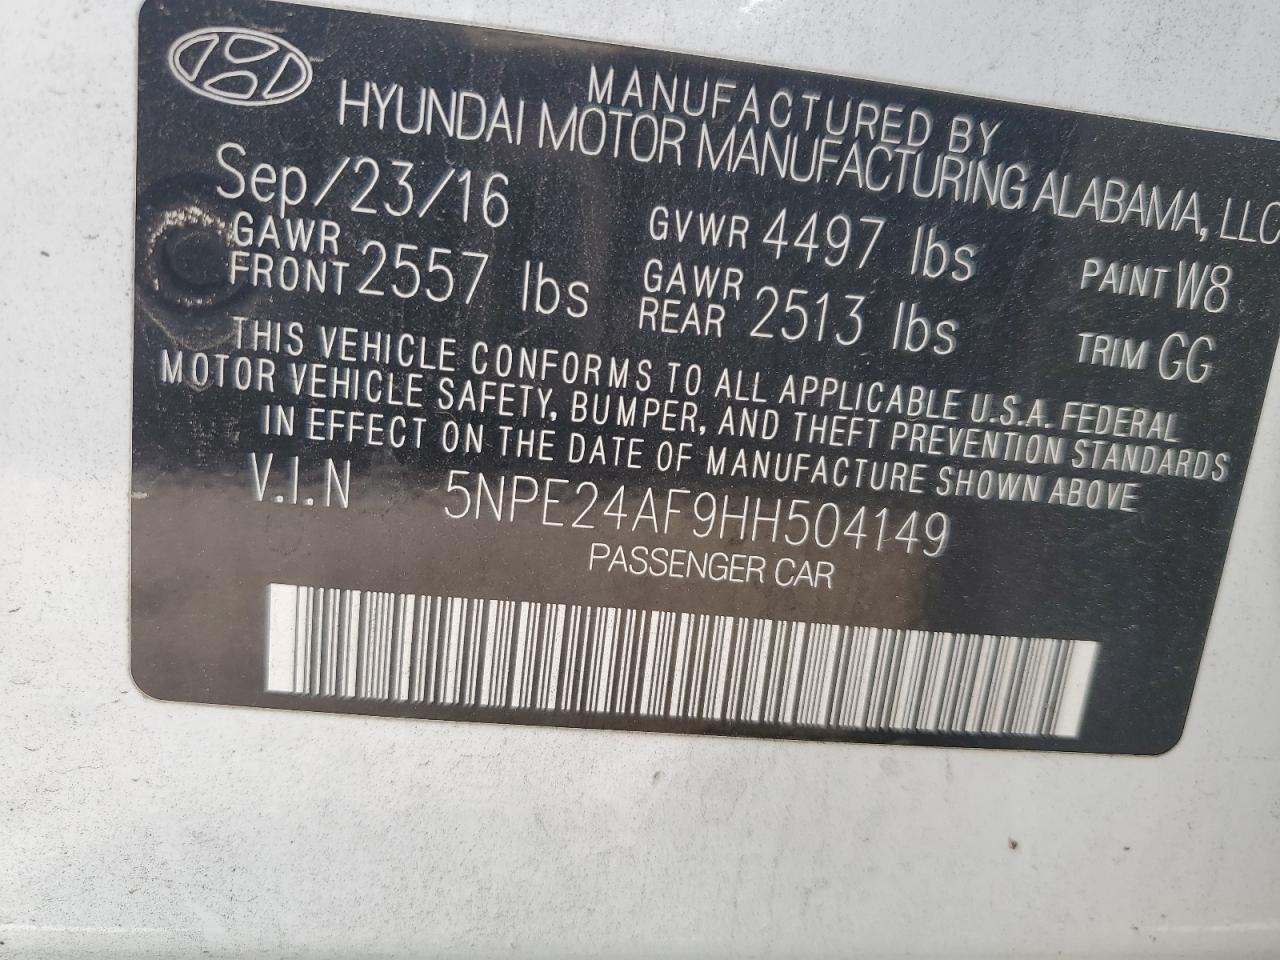 MANUFACTURED BY
HYUNDAI MOTOR MANUFACTURING ALABAMA, LLC
Sep/23/16 GVWR 4497 lbs PAINT W8
GAWR FRONT 2557 lbs GAWR REAR 2513 lbs TRIM GG
THIS VEHICLE CONFORMS TO ALL APPLICABLE U.S.A. FEDERAL
MOTOR VEHICLE SAFETY, BUMPER, AND THEFT PREVENTION STANDARDS
IN EFFECT ON THE DATE OF MANUFACTURE SHOWN ABOVE
V.I.N 5NPE24AF9HH504149
PASSENGER CAR